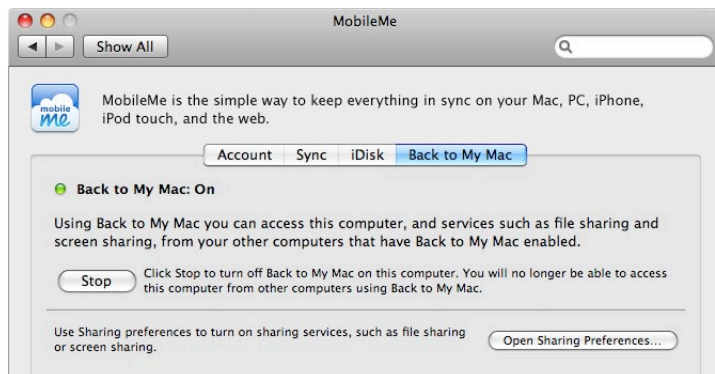 MobileMe
Show All
mobile
me
MobileMe is the simple way to keep everything in sync on your Mac, PC, iPhone,
iPod touch, and the web.
Account Sync iDisk Back to My Mac
Back to My Mac: On
Using Back to My Mac you can access this computer, and services such as file sharing and
screen sharing, from your other computers that have Back to My Mac enabled.
Stop
Click Stop to turn off Back to My Mac on this computer. You will no longer be able to access
this computer from other computers using Back to My Mac.
Use Sharing preferences to turn on sharing services, such as file sharing
or screen sharing.
Open Sharing Preferences...